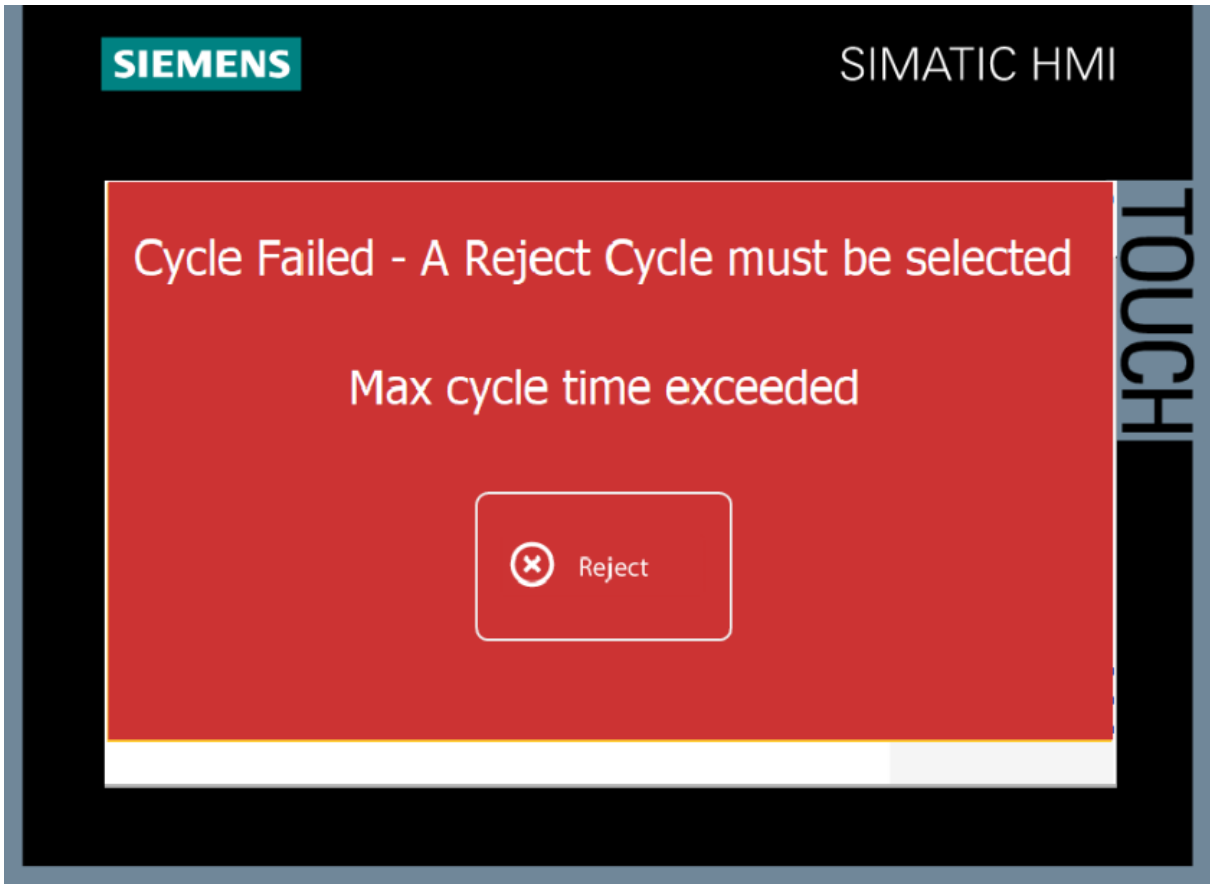 SIEMENS
SIMATIC HMI
TOUCH
Cycle Failed - A Reject Cycle must be selected
Max cycle time exceeded
Reject